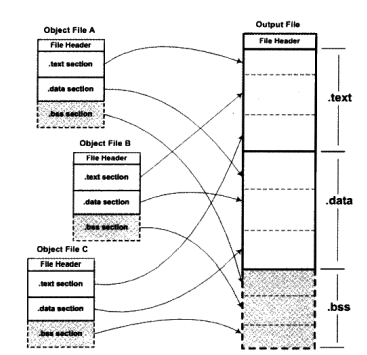 Object File A
File Header
.text section
.data section
.bss section
Object File B
File Header
.text section
.data section
.bss section
Object File C
File Header
.text section
.data section
.bss section
Output File
File Header
.text
.data
.bss